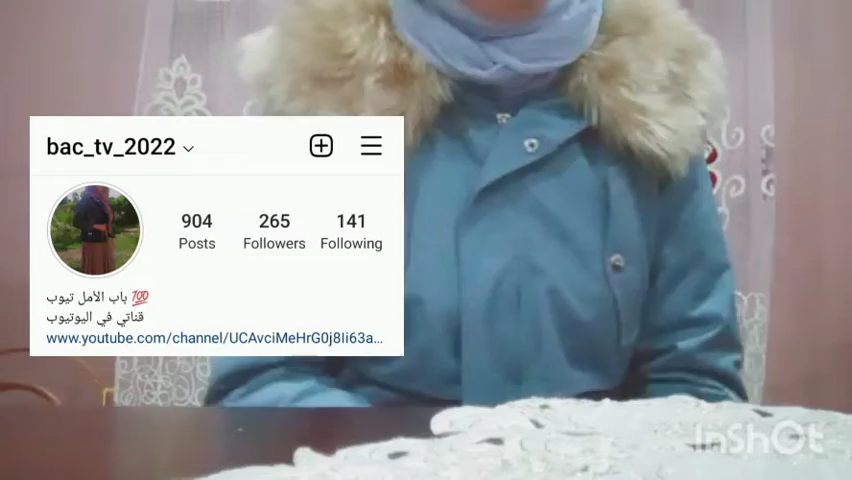 bac_tv_2022
904 265 141
Posts Followers Following
باب الأمل تيوب 💯
قناتي في اليوتيوب
www.youtube.com/channel/UCAvciMeHrG0j8li63a...
InShOt